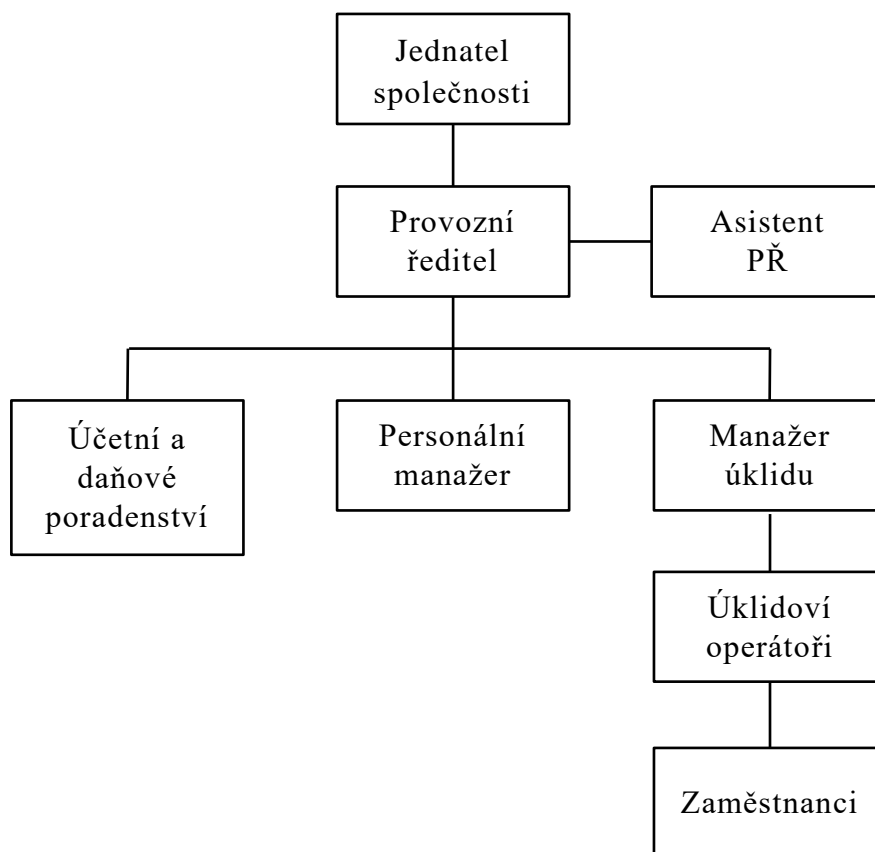 Jednatel
společnosti
Provozní
ředitel
Asistent
PŘ
Účetní a
daňové
poradenství
Personální
manažer
Manažer
úklidu
Úklidoví
operátoři
Zaměstnanci